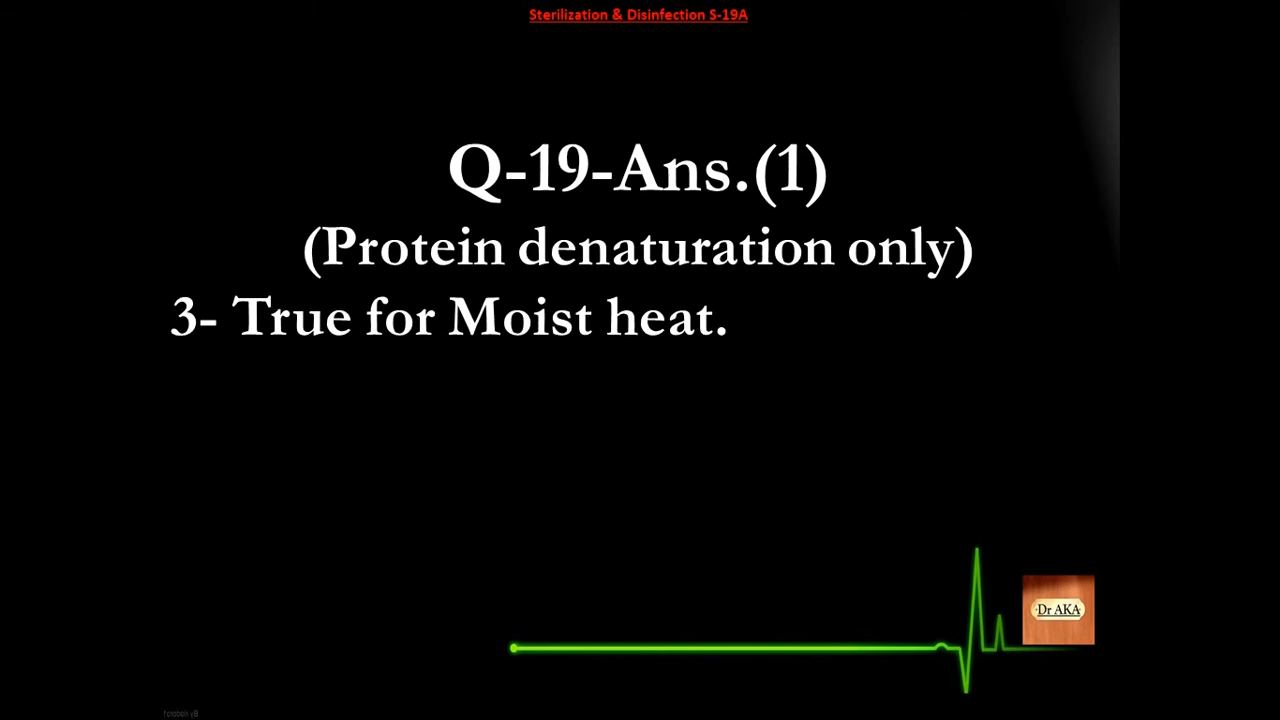 Sterilization & Disinfection S-19A
Q-19-Ans.(1)
(Protein denaturation only)
3- True for Moist heat.
Dr AKA